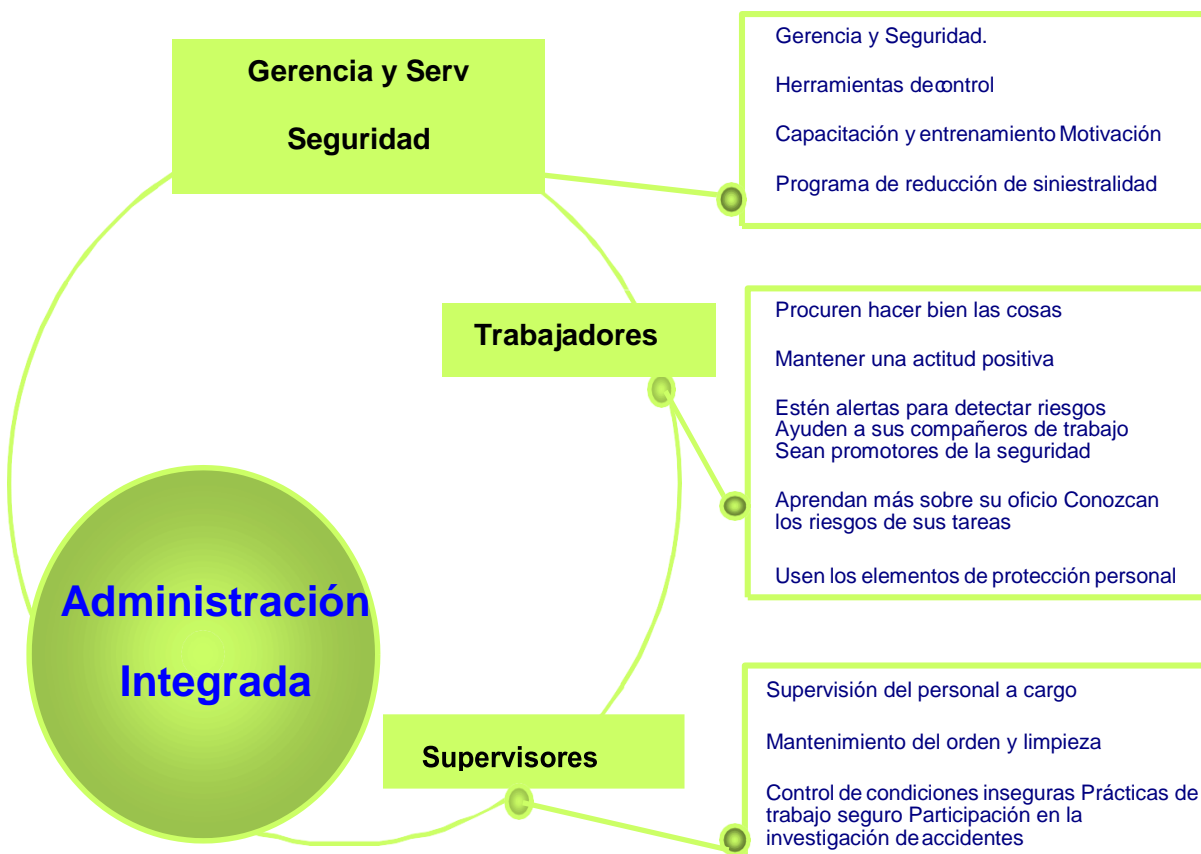 Gerencia y Serv
Seguridad
Gerencia y Seguridad.
Herramientas de control
Capacitación y entrenamiento Motivación
Programa de reducción de siniestralidad
Trabajadores
Procuren hacer bien las cosas
Mantener una actitud positiva
Estén alertas para detectar riesgos
Ayuden a sus compañeros de trabajo
Sean promotores de la seguridad
Aprendan más sobre su oficio Conozcan
los riesgos de sus tareas
Usen los elementos de protección personal
Administración
Integrada
Supervisores
Supervisión del personal a cargo
Mantenimiento del orden y limpieza
Control de condiciones inseguras Prácticas de
trabajo seguro Participación en la
investigación de accidentes